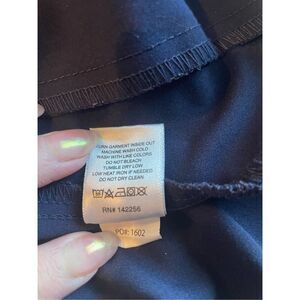 TURN GARMENT INSIDE OUT
MACHINE WASH COLD
WASH WITH LIKE COLORS
DO NOT BLEACH
TUMBLE DRY LOW
LOW HEAT IRON IF NEEDED
DO NOT DRY CLEAN
RN# 142256
PO#: 1602